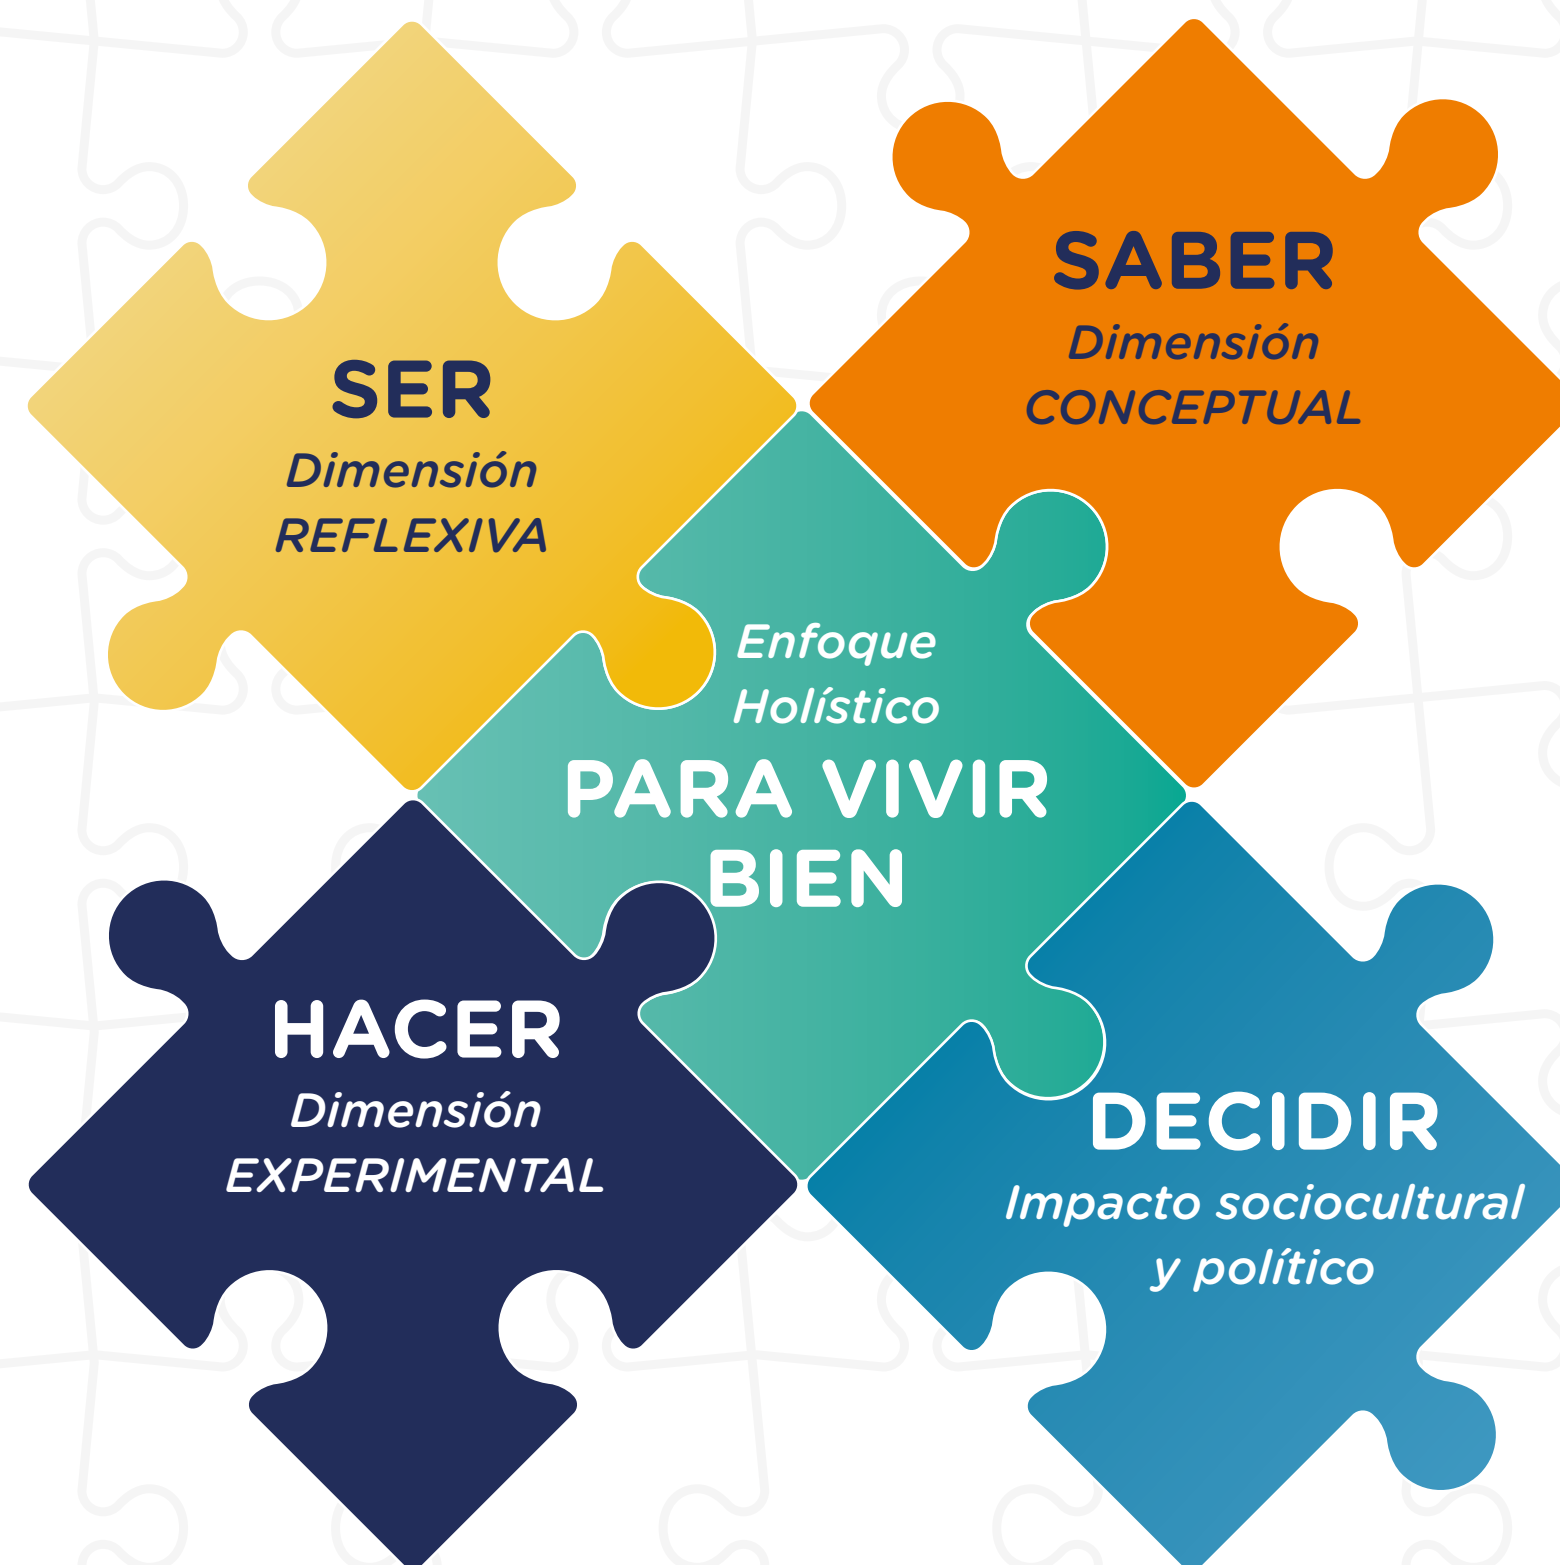 SER
Dimensión
REFLEXIVA
SABER
Dimensión
CONCEPTUAL
Enfoque
Holístico
PARA VIVIR
BIEN
HACER
Dimensión
EXPERIMENTAL
DECIDIR
Impacto sociocultural
y político